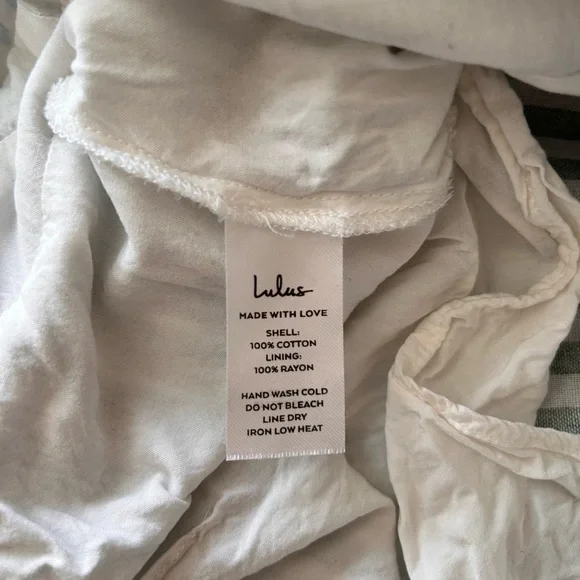 Lulus
MADE WITH LOVE
SHELL:
100% COTTON
LINING:
100% RAYON
HAND WASH COLD
DO NOT BLEACH
LINE DRY
IRON LOW HEAT